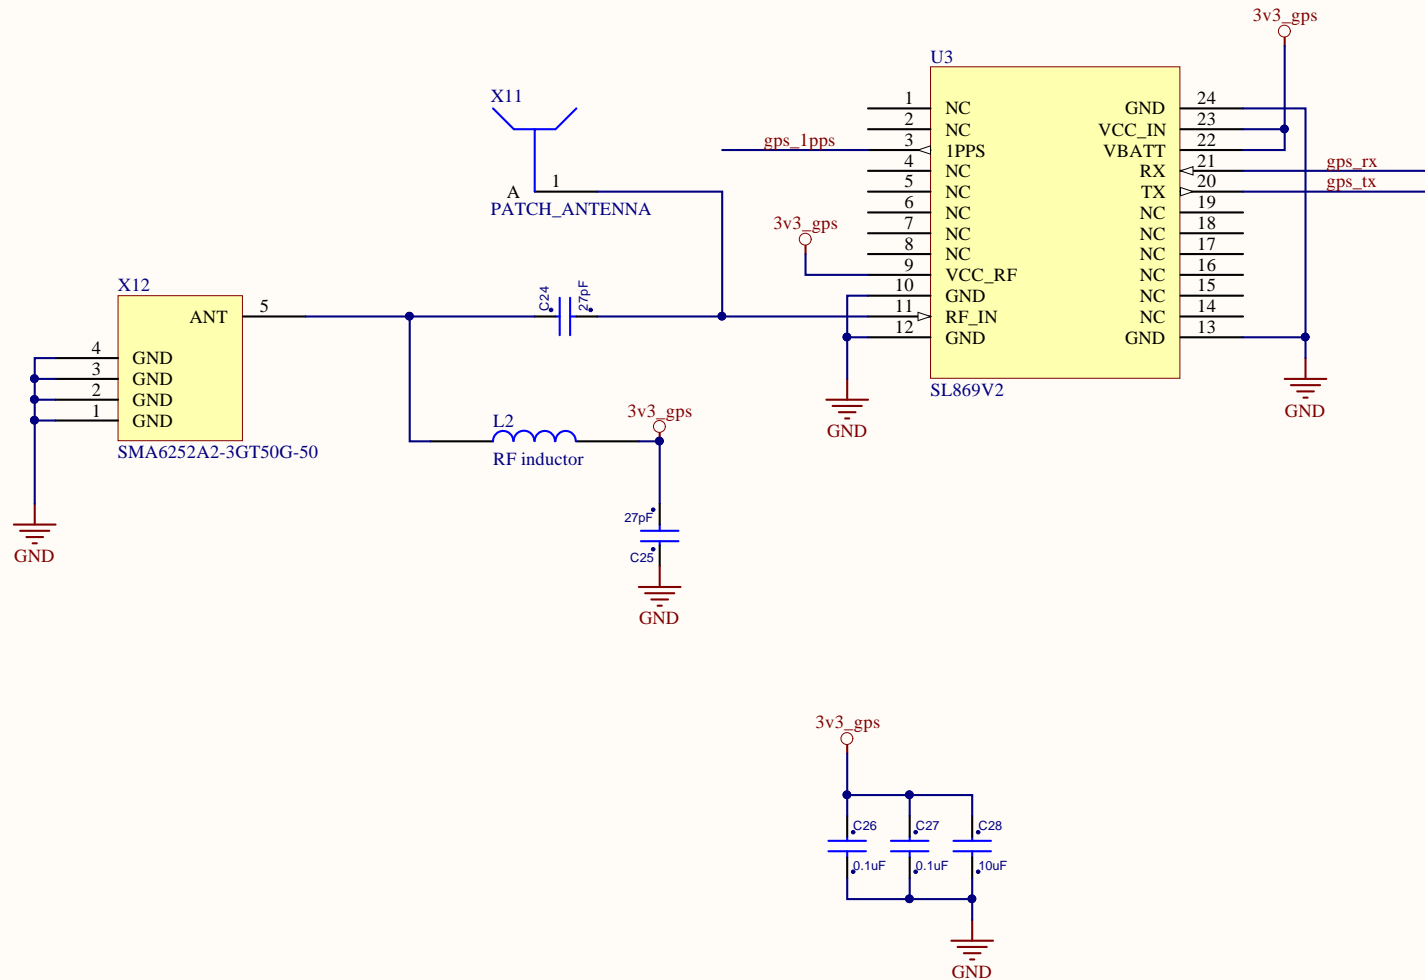 3v3_gps
U3
X11
1 NC GND 24
2 NC VCC_IN 23
gps_1pps 3 1PPS VBATT 22
4 NC RX 21 gps_rx
A 1 5 NC TX 20 gps_tx
PATCH_ANTENNA 6 NC NC 19
3v3_gps 7 NC NC 18
8 NC NC 17
9 VCC_RF NC 16
X12 C24 27pF 10 GND NC 15
ANT 5 11 RF_IN NC 14
12 GND GND 13
4 GND
3 GND
2 GND
1 GND
SL869V2
GND
GND
L2 3v3_gps
SMA6252A2-3GT50G-50 RF inductor
27pF
C25
GND
GND
3v3_gps
C26 C27 C28
0.1uF 0.1uF 10uF
GND